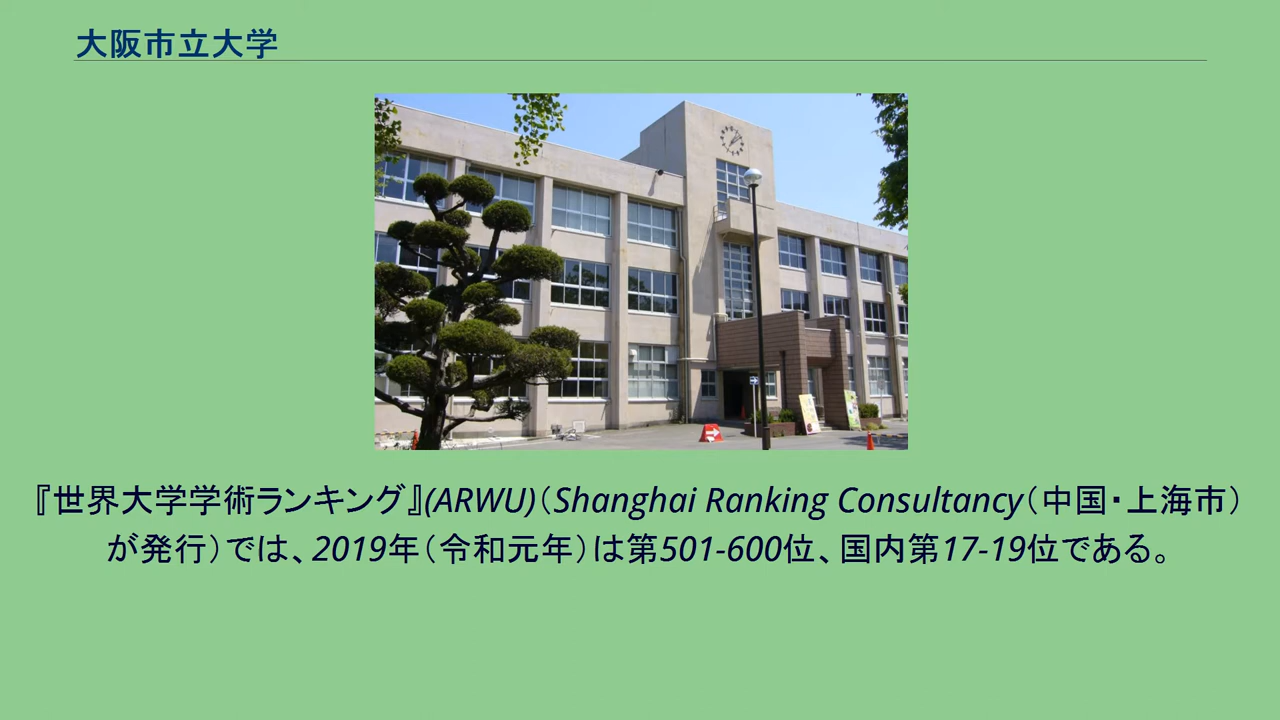 大阪市立大学
『世界大学学術ランキング』(ARWU)（Shanghai Ranking Consultancy（中国・上海市）
が発行）では、2019年（令和元年）は第501-600位、国内第17-19位である。